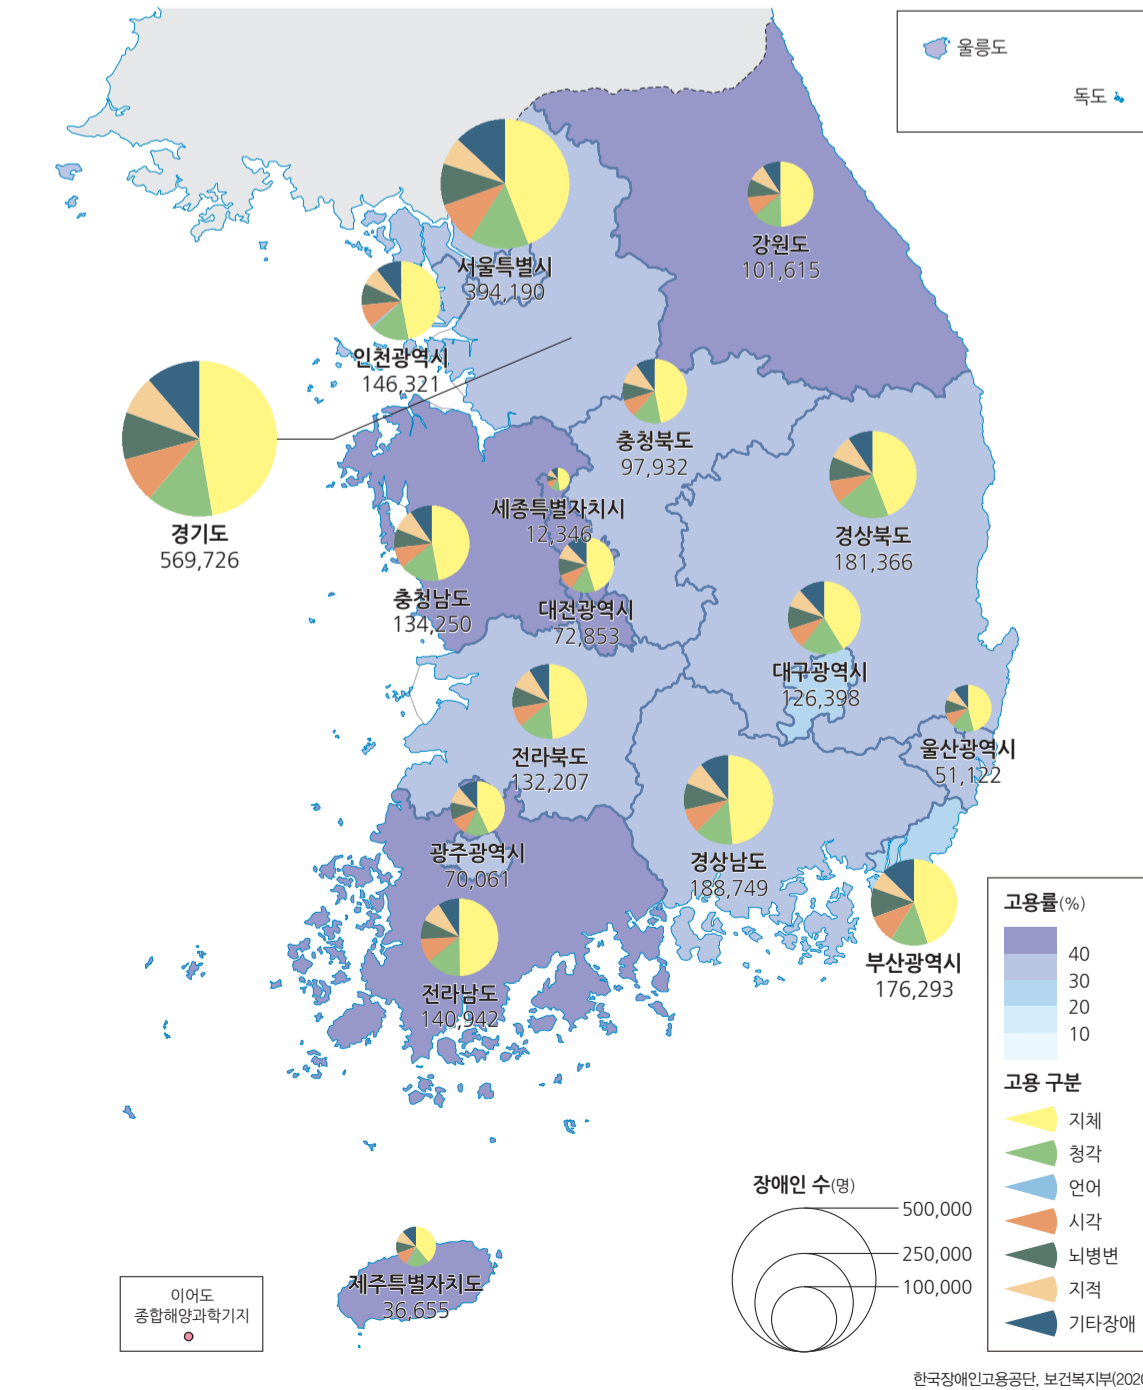 울릉도
독도
강원도
101,615
서울특별시
394,190
인천광역시
146,321
충청북도
97,932
경기도
569,726
세종특별자치시
12,346
경상북도
181,366
충청남도
134,250
대전광역시
72,853
대구광역시
126,398
울산광역시
51,122
전라북도
132,207
광주광역시
70,061
경상남도
188,749
부산광역시
176,293
전라남도
140,942
제주특별자치도
36,655
이어도
종합해양과학기지
장애인 수(명)
500,000
250,000
100,000
고용률(%)
40
30
20
10
고용 구분
지체
청각
언어
시각
뇌병변
지적
기타장애
한국장애인고용공단, 보건복지부(2020